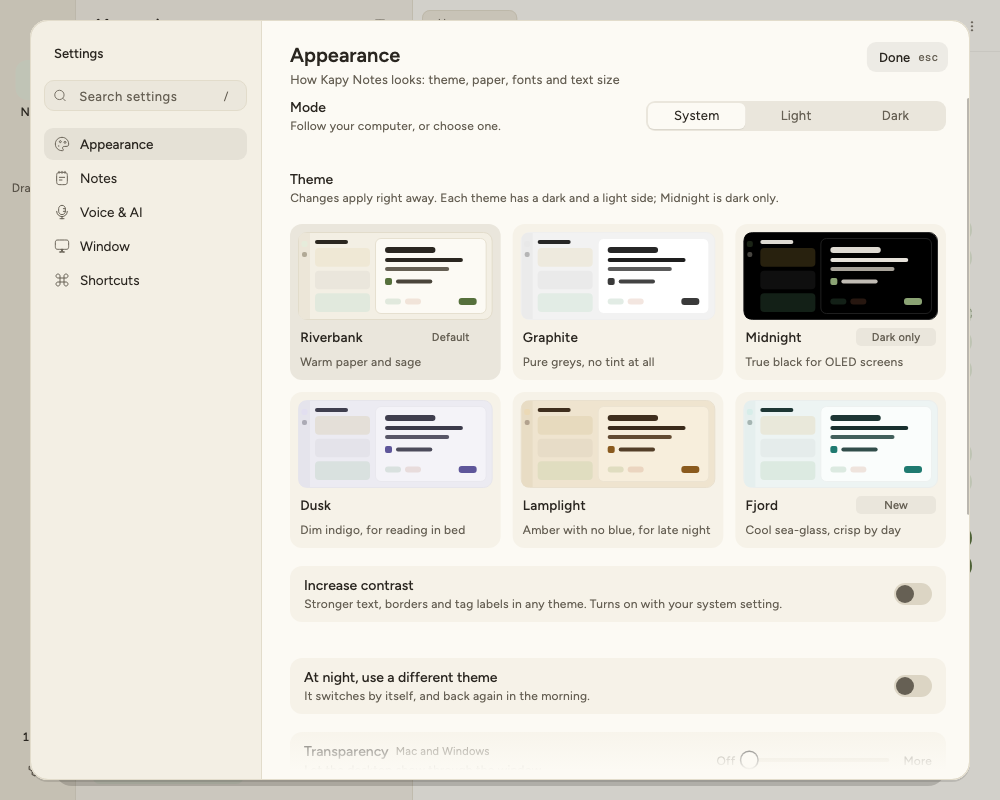 Settings
Search settings /
Appearance
Notes
Voice & AI
Window
Shortcuts
Appearance
How Kapy Notes looks: theme, paper, fonts and text size
Done esc
Mode
Follow your computer, or choose one.
System Light Dark
Theme
Changes apply right away. Each theme has a dark and a light side; Midnight is dark only.
Riverbank Default
Warm paper and sage
Graphite
Pure greys, no tint at all
Midnight Dark only
True black for OLED screens
Dusk
Dim indigo, for reading in bed
Lamplight
Amber with no blue, for late night
Fjord New
Cool sea-glass, crisp by day
Increase contrast
Stronger text, borders and tag labels in any theme. Turns on with your system setting.
At night, use a different theme
It switches by itself, and back again in the morning.
Transparency Mac and Windows
Off More